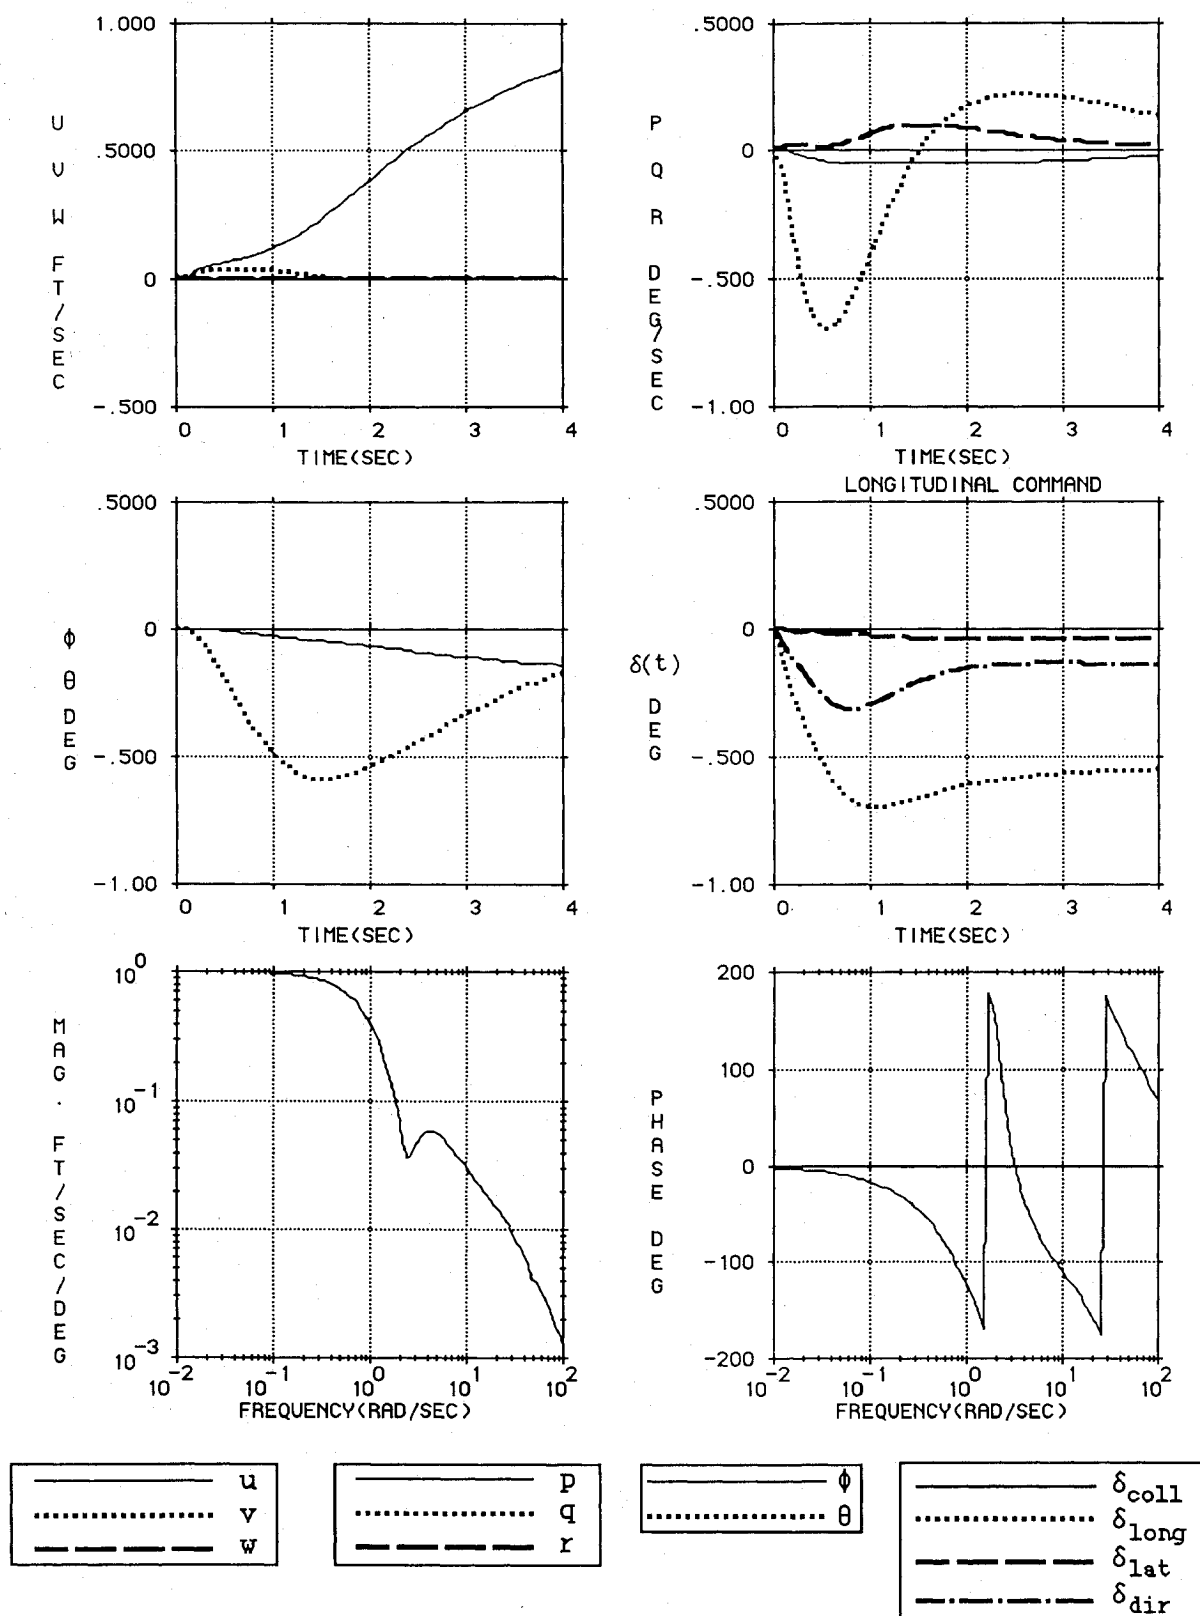 1.000
.5000
0
-.500
U V W FT/SEC
0 1 2 3 4
TIME(SEC)
.5000
0
-.500
-1.00
P Q R DEG/SEC
0 1 2 3 4
TIME(SEC)
.5000
0
-.500
-1.00
ϕ θ DEG
0 1 2 3 4
TIME(SEC)
LONGITUDINAL COMMAND
.5000
0
-.500
-1.00
δ(t) DEG
0 1 2 3 4
TIME(SEC)
10^0
10^-1
10^-2
10^-3
MAG. FT/SEC/DEG
10^-2 10^-1 10^0 10^1 10^2
FREQUENCY(RAD/SEC)
200
100
0
-100
-200
PHASE DEG
10^-2 10^-1 10^0 10^1 10^2
FREQUENCY(RAD/SEC)
u
v
w
p
q
r
ϕ
θ
δcoll
δlong
δlat
δdir